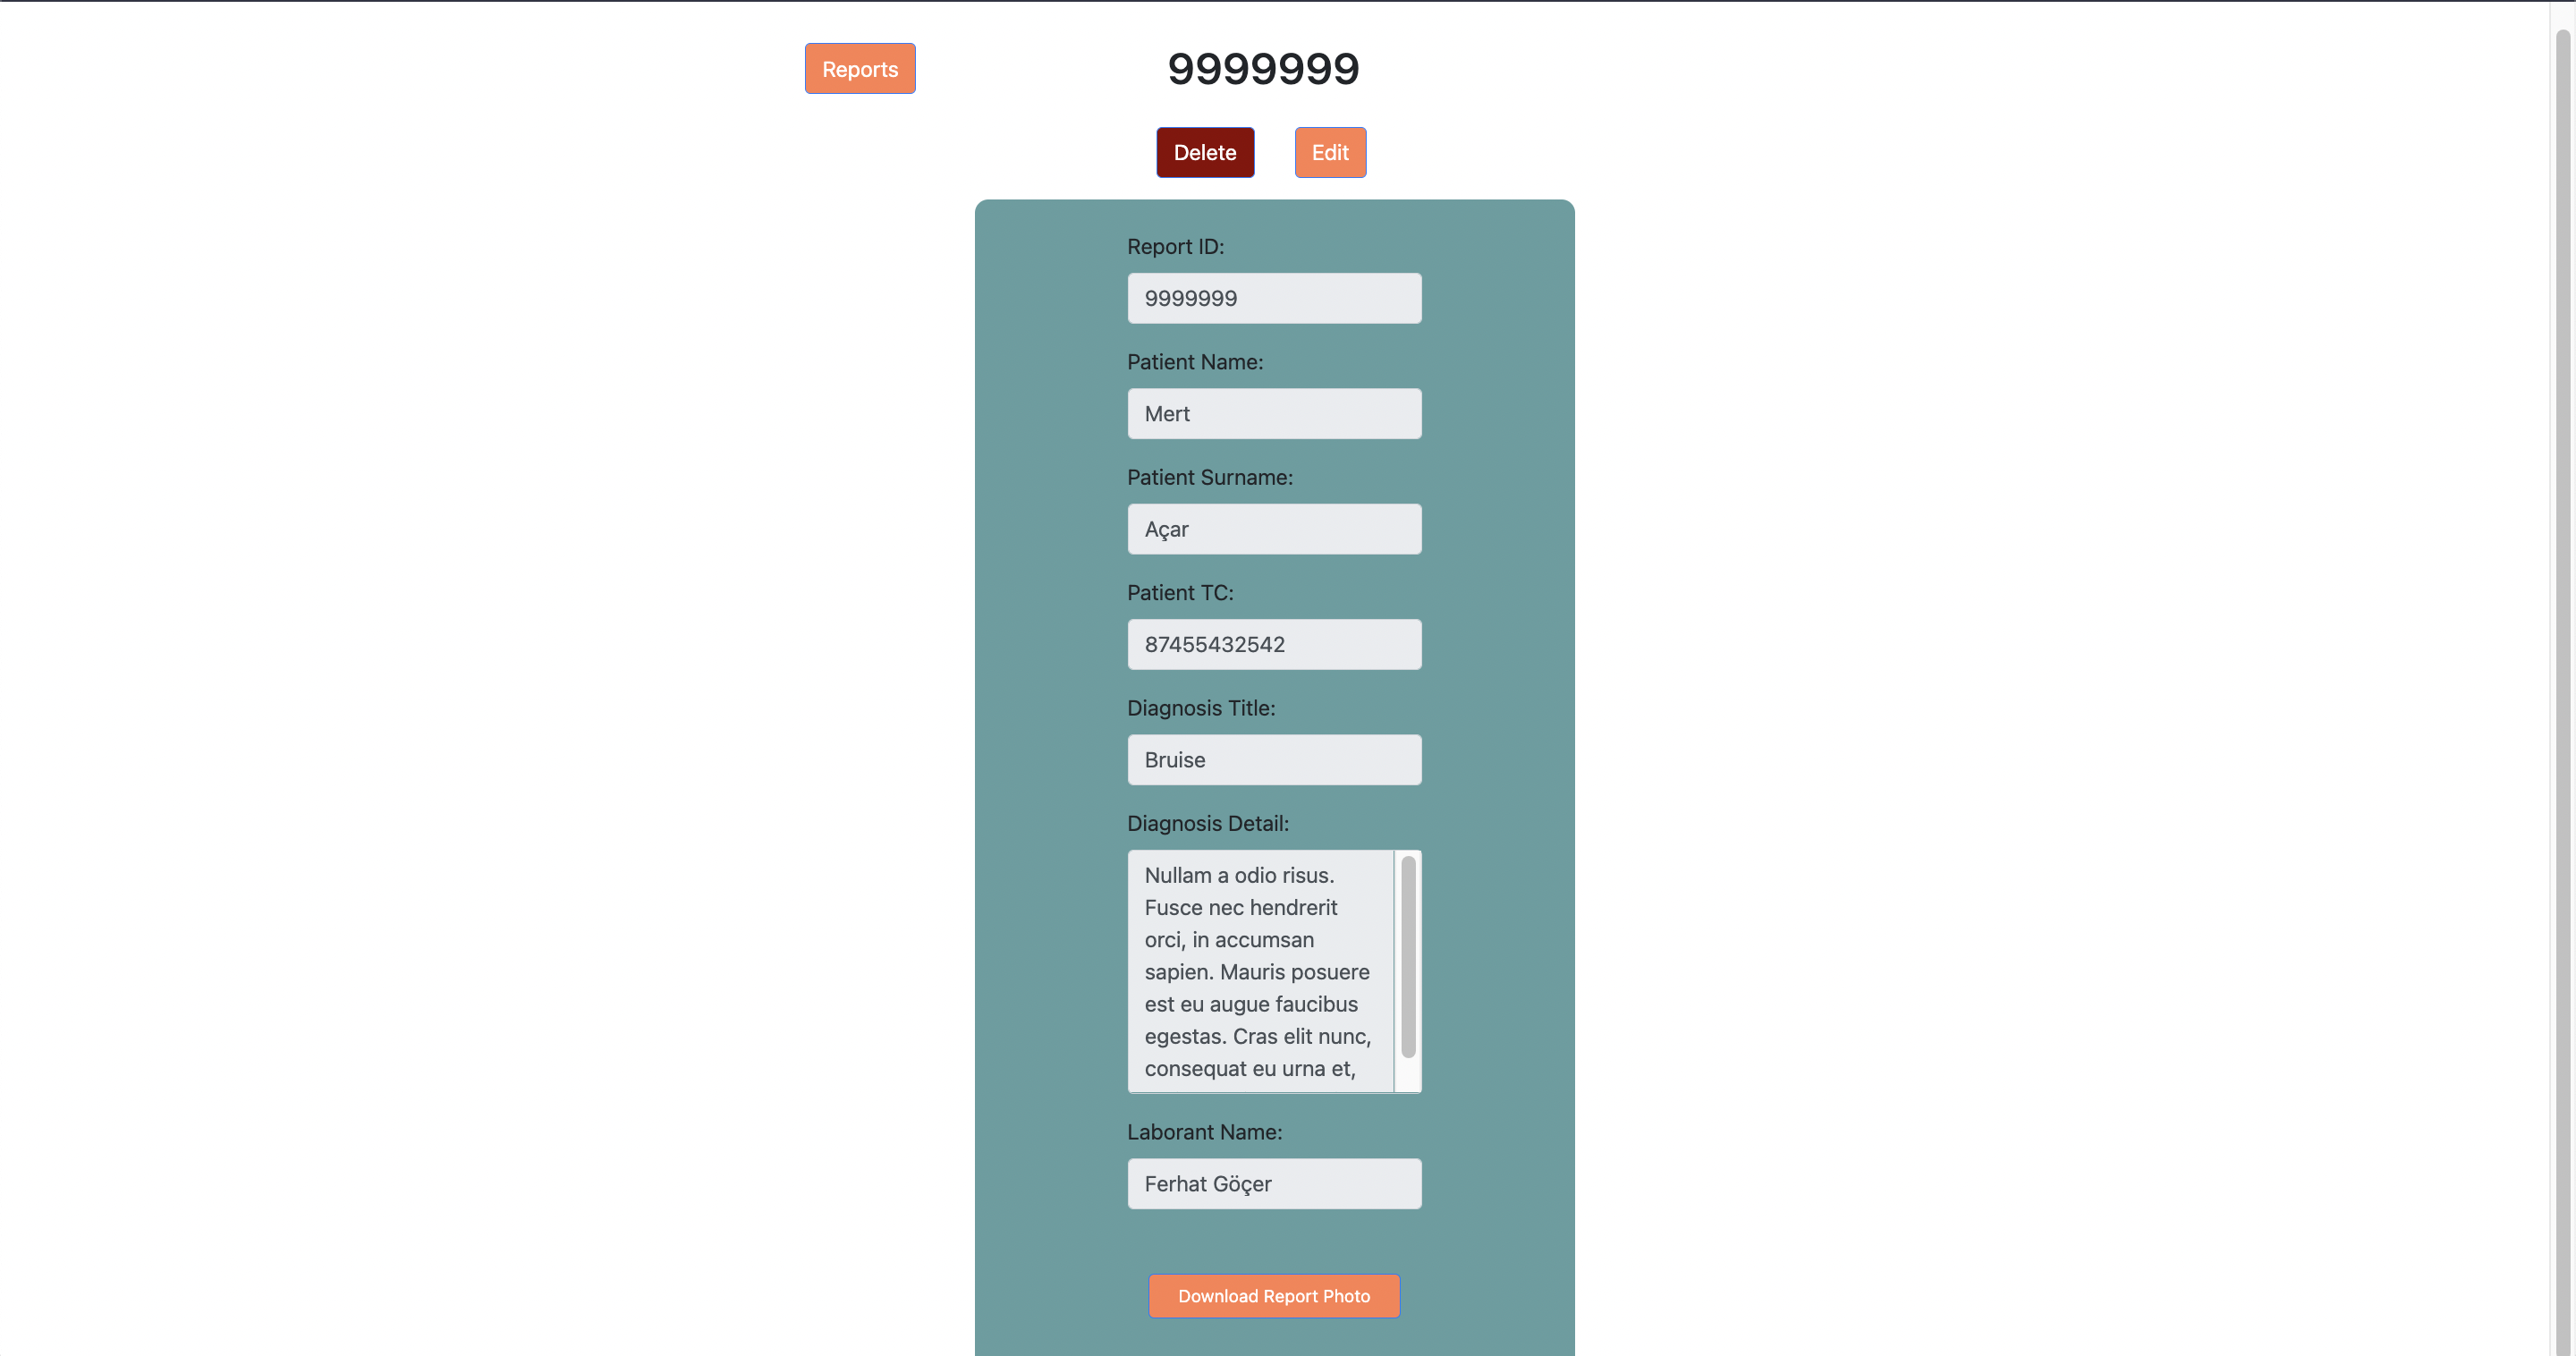 Reports
9999999
Delete
Edit
Report ID:
9999999
Patient Name:
Mert
Patient Surname:
Açar
Patient TC:
87455432542
Diagnosis Title:
Bruise
Diagnosis Detail:
Nullam a odio risus.
Fusce nec hendrerit
orci, in accumsan
sapien. Mauris posuere
est eu augue faucibus
egestas. Cras elit nunc,
consequat eu urna et,
Laborant Name:
Ferhat Göçer
Download Report Photo